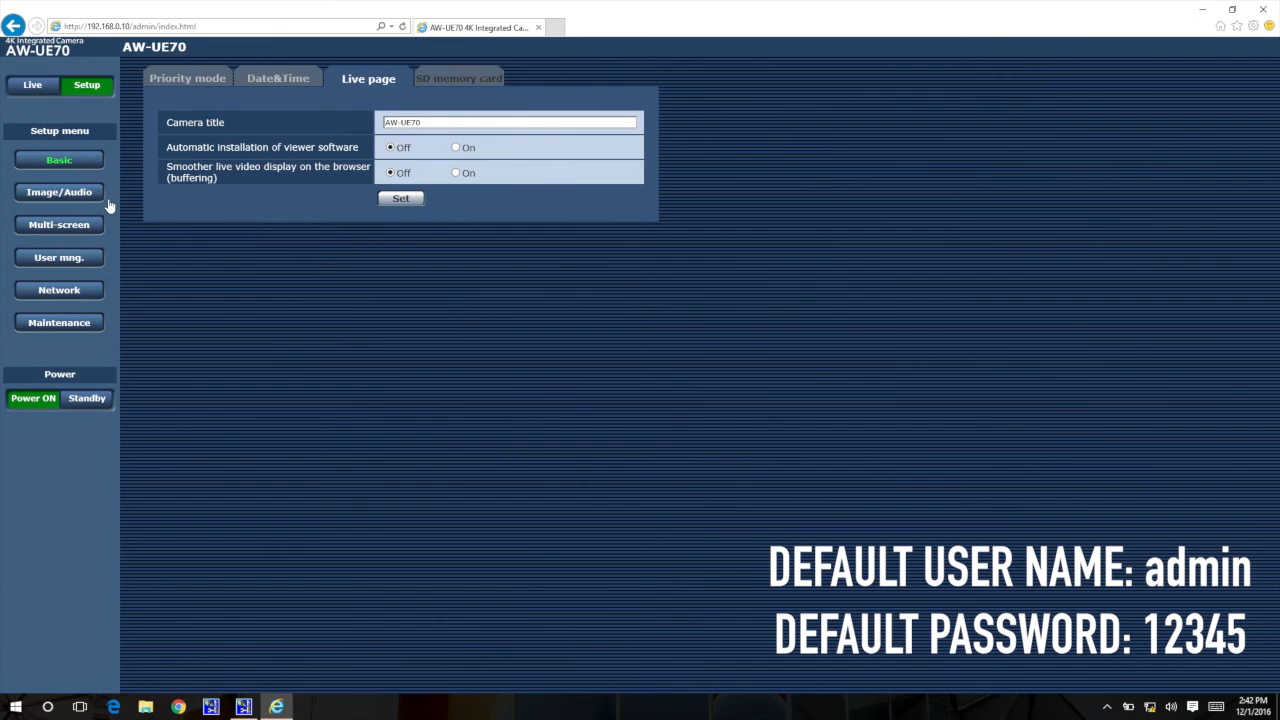 http://192.168.0.10/admin/index.html
AW-UE70 4K Integrated Ca...
4K Integrated Camera
AW-UE70
AW-UE70
Live
Setup
Priority mode
Date&Time
Live page
SD memory card
Setup menu
Basic
Image/Audio
Multi-screen
User mng.
Network
Maintenance
Power
Power ON
Standby
Camera title
AW-UE70
Automatic installation of viewer software
Off
On
Smoother live video display on the browser
(buffering)
Off
On
Set
DEFAULT USER NAME: admin
DEFAULT PASSWORD: 12345
2:42 PM
12/1/2016